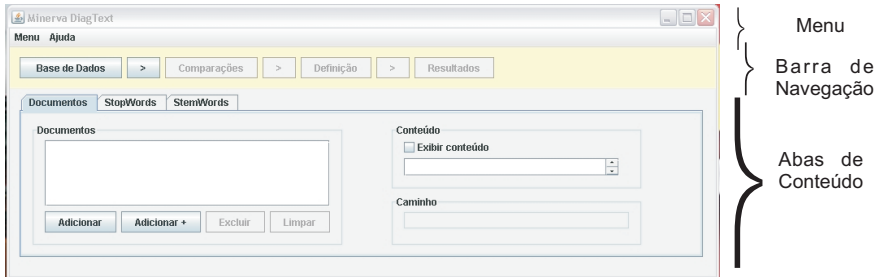 Minerva DiagText
Menu Ajuda
Base de Dados > Comparações > Definição > Resultados
Documentos StopWords StemWords
Documentos
Adicionar Adicionar + Excluir Limpar
Conteúdo
Exibir conteúdo
Caminho
Menu
Barra de
Navegação
Abas de
Conteúdo